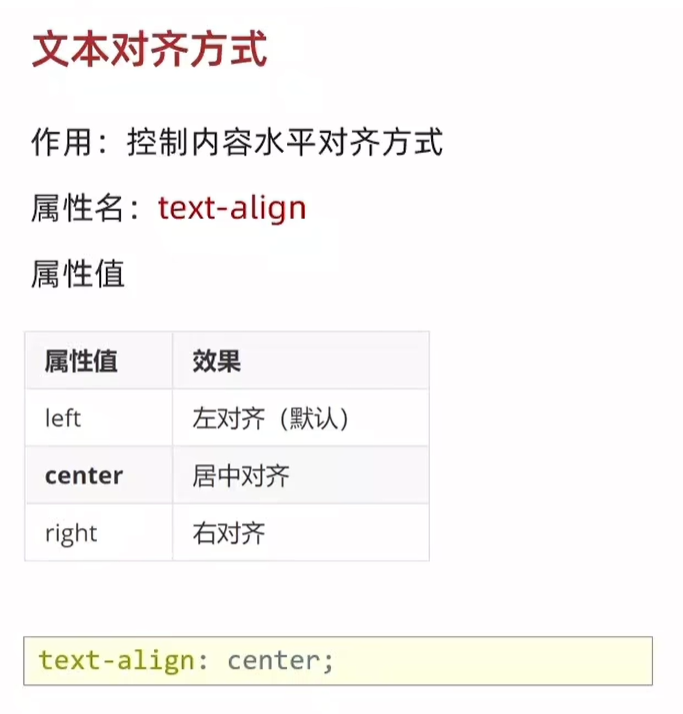 文本对齐方式
作用：控制内容水平对齐方式
属性名：text-align
属性值
属性值 效果
left 左对齐（默认）
center 居中对齐
right 右对齐
text-align: center;